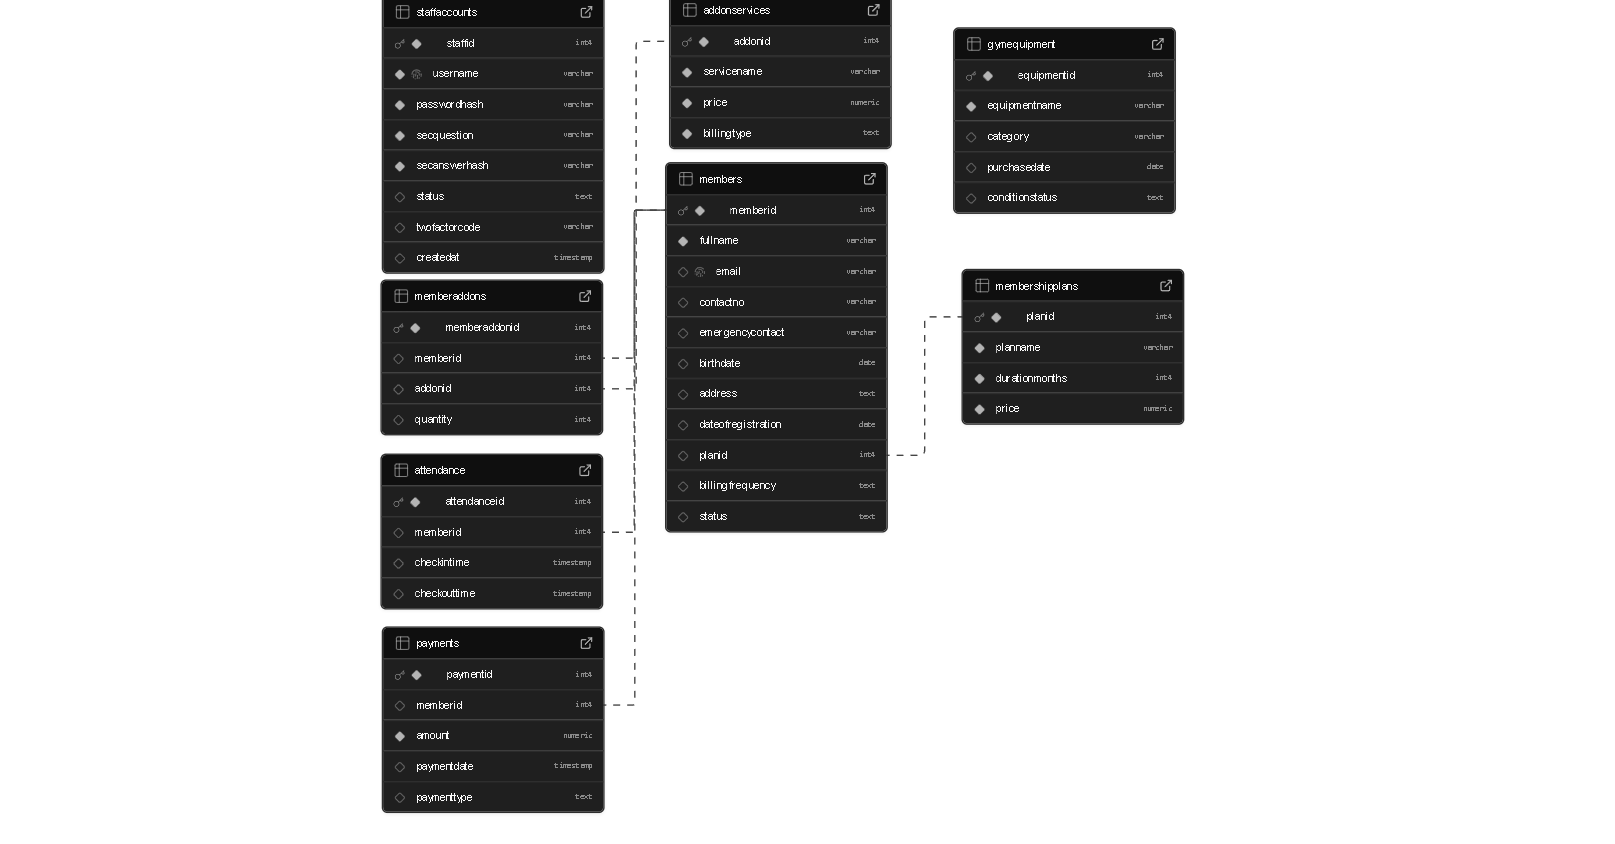 staffaccounts
staffid int4
username varchar
passwordhash varchar
secquestion varchar
secanswerhash varchar
status text
twofactorcode varchar
createdat timestamp
memberaddons
memberaddonid int4
memberid int4
addonid int4
quantity int4
attendance
attendanceid int4
memberid int4
checkintime timestamp
checkouttime timestamp
payments
paymentid int4
memberid int4
amount numeric
paymentdate timestamp
paymenttype text
addonservices
addonid int4
servicename varchar
price numeric
billingtype text
members
memberid int4
fullname varchar
email varchar
contactno varchar
emergencycontact varchar
birthdate date
address text
dateofregistration date
planid int4
billingfrequency text
status text
gymequipment
equipmentid int4
equipmentname varchar
category varchar
purchasedate date
conditionstatus text
membershipplans
planid int4
planname varchar
durationmonths int4
price numeric